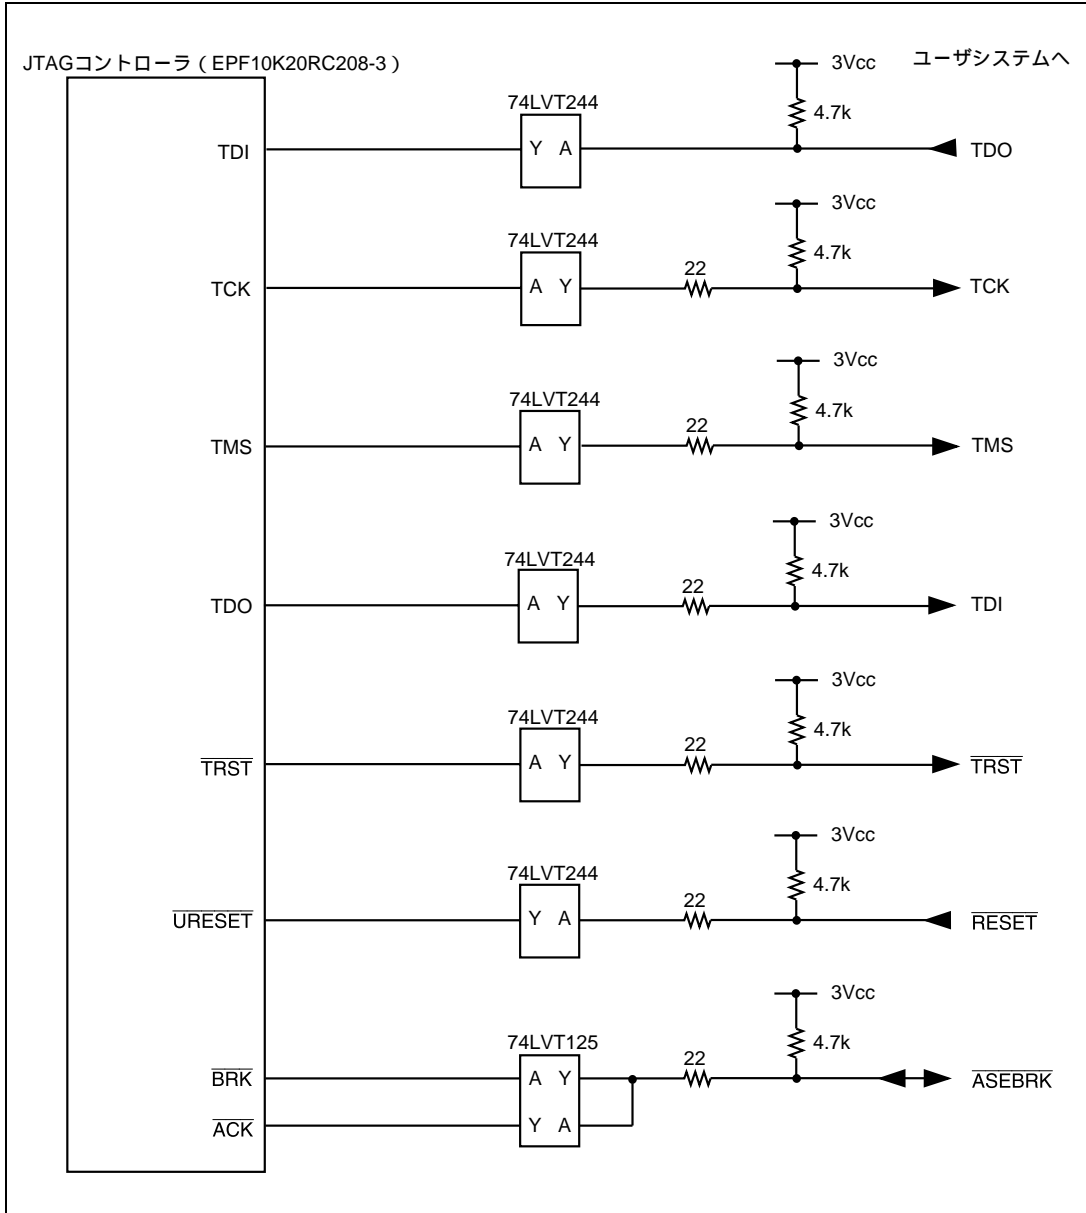 JTAGコントローラ（EPF10K20RC208-3）
ユーザシステムへ
3Vcc
4.7k
74LVT244
TDI
Y A
TDO
3Vcc
4.7k
74LVT244
TCK
A Y
22
TCK
3Vcc
4.7k
74LVT244
TMS
A Y
22
TMS
3Vcc
4.7k
74LVT244
TDO
A Y
22
TDI
3Vcc
4.7k
74LVT244
TRST
A Y
22
TRST
3Vcc
4.7k
74LVT244
URESET
Y A
22
RESET
3Vcc
4.7k
74LVT125
BRK
A Y
22
ASEBRK
ACK
Y A